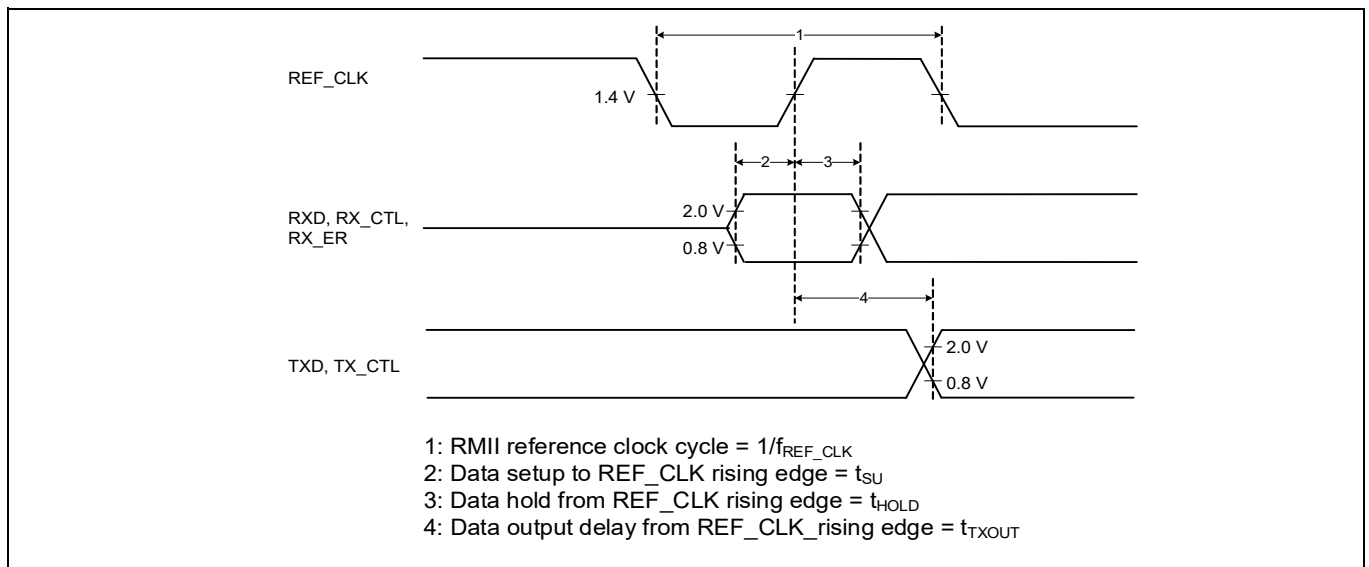 1
REF_CLK
1.4 V
2
3
2.0 V
RXD, RX_CTL,
RX_ER
0.8 V
4
2.0 V
TXD, TX_CTL
0.8 V
1: RMII reference clock cycle = 1/fREF_CLK
2: Data setup to REF_CLK rising edge = tSU
3: Data hold from REF_CLK rising edge = tHOLD
4: Data output delay from REF_CLK_rising edge = tTXOUT